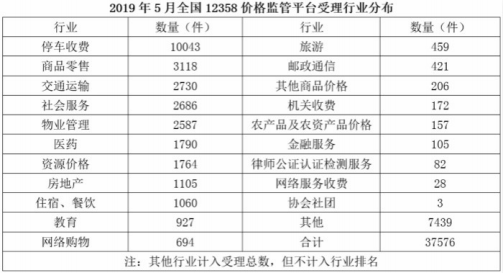 2019 年 5 月全国 12358 价格监管平台受理行业分布
行业 数量（件） 行业 数量（件）
停车收费 10043 旅游 459
商品零售 3118 邮政通信 421
交通运输 2730 其他商品价格 206
社会服务 2686 机关收费 172
物业管理 2587 农产品及农资产品价格 157
医药 1790 金融服务 105
资源价格 1764 律师公证认证检测服务 82
房地产 1105 网络服务收费 28
住宿、餐饮 1060 协会社团 3
教育 927 其他 7439
网络购物 694 合计 37576
注：其他行业计入受理总数，但不计入行业排名